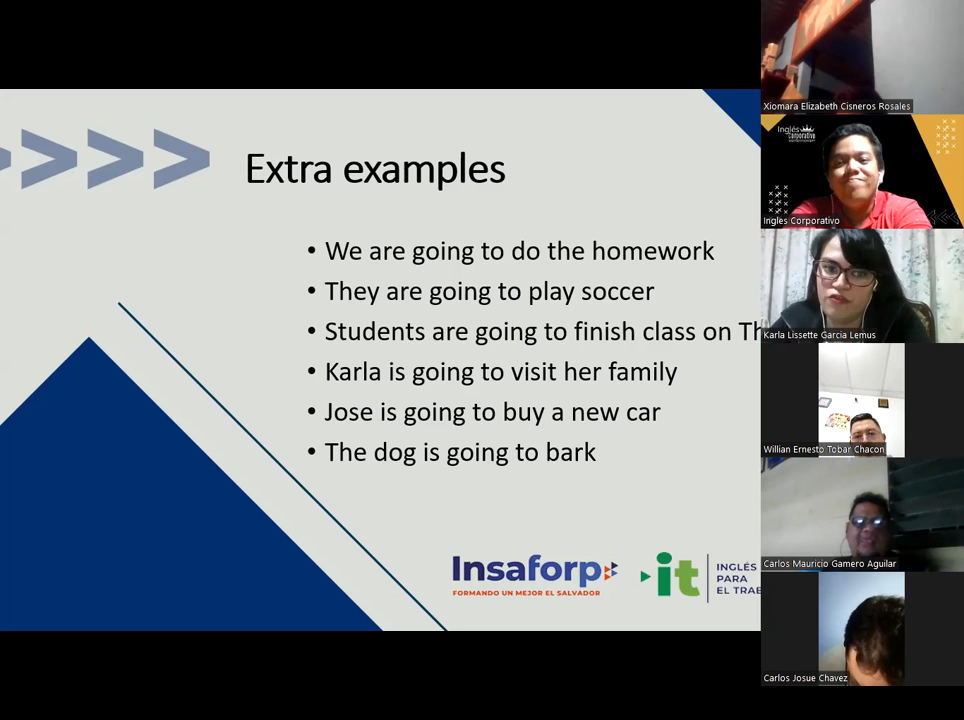 Extra examples
• We are going to do the homework
• They are going to play soccer
• Students are going to finish class on
• Karla is going to visit her family
• Jose is going to buy a new car
• The dog is going to bark
Insaforp
FORMANDO UN MEJOR EL SALVADOR
it
INGLÉS
PARA
EL
Xiomara Elizabeth Cisneros Rosales
Inglés
Corporativo
Ingles Corporativo
Karla Lissette Garcia Lemus
Willian Ernesto Tobar Chacon
Carlos Mauricio Gamero Aguilar
Carlos Josue Chavez